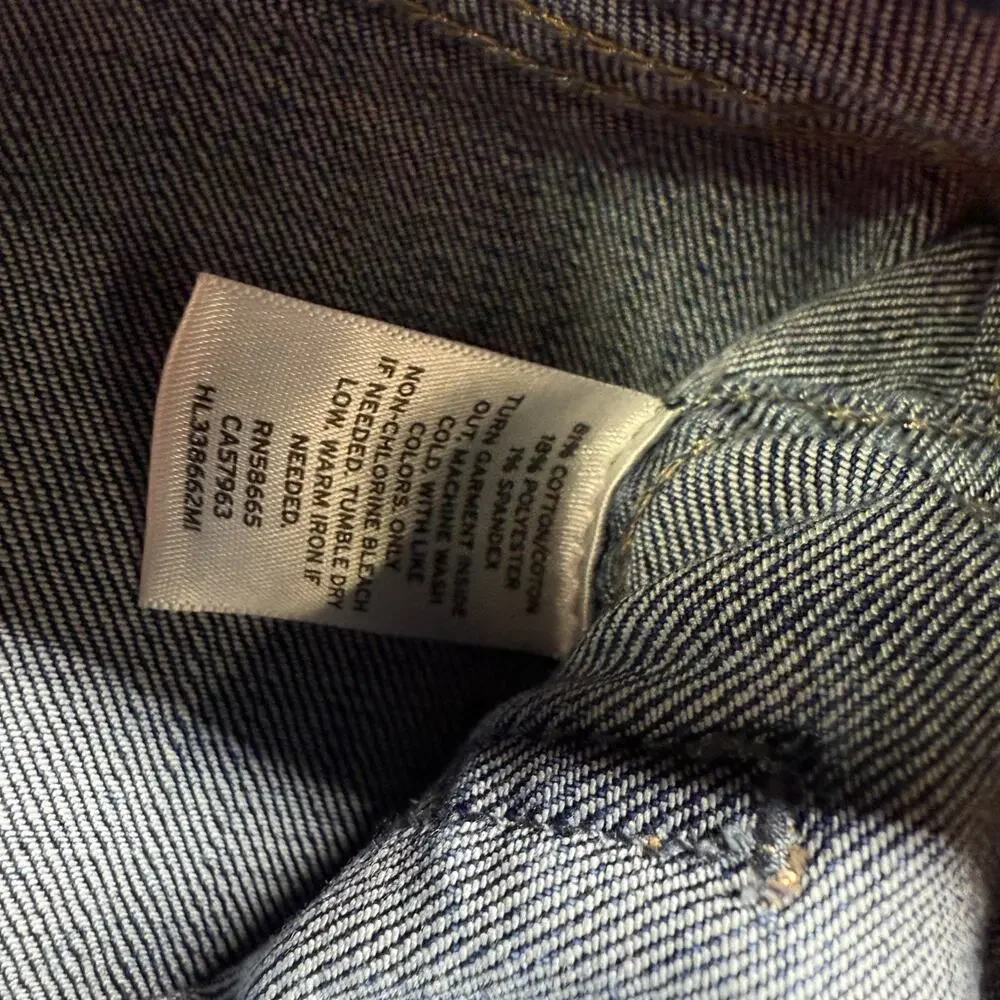 81% COTTON/COTON
18% POLYESTER
1% SPANDEX
TURN GARMENT INSIDE
OUT. MACHINE WASH
COLD. WITH LIKE
COLORS. ONLY
NON-CHLORINE BLEACH
IF NEEDED. TUMBLE DRY
LOW. WARM IRON IF
NEEDED.
RN58665
CA57963
HL338662MI